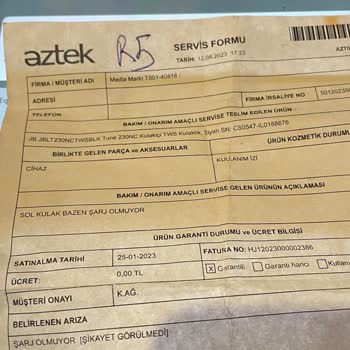 aztek R5 SERVİS FORMU
TARİH: 12.08.2023 17:23
AZT
FİRMA / MÜŞTERİ ADI Media Markt T501-40818
ADRESİ FİRMA İRSALİYE NO
TELEFON
BAKIM / ONARIM AMAÇLI SERVİSE TESLİM EDİLEN ÜRÜN
JB.JBLT230NCTWSBLK Tune 230NC Kulakiçi TWS Kulaklık, Siyah SN: CS0547-IL0188676
BİRLİKTE GELEN PARÇA ve AKSESUARLAR ÜRÜN KOZMETİK DURUMU
CİHAZ KULLANIM İZİ
BAKIM / ONARIM AMAÇLI SERVİSE GELEN ÜRÜNÜN AÇIKLAMASI
SOL KULAK BAZEN ŞARJ OLMUYOR
ÜRÜN GARANTİ DURUMU ve ÜCRET BİLGİSİ
SATINALMA TARİHİ 25-01-2023 FATURA NO: HJ12023000002386
ÜCRET: 0,00 TL X Garantili Garanti harici Kullanı
MÜŞTERİ ONAYI K.AĞ.
BELİRLENEN ARIZA
ŞARJ OLMUYOR [ŞİKAYET GÖRÜLMEDİ]